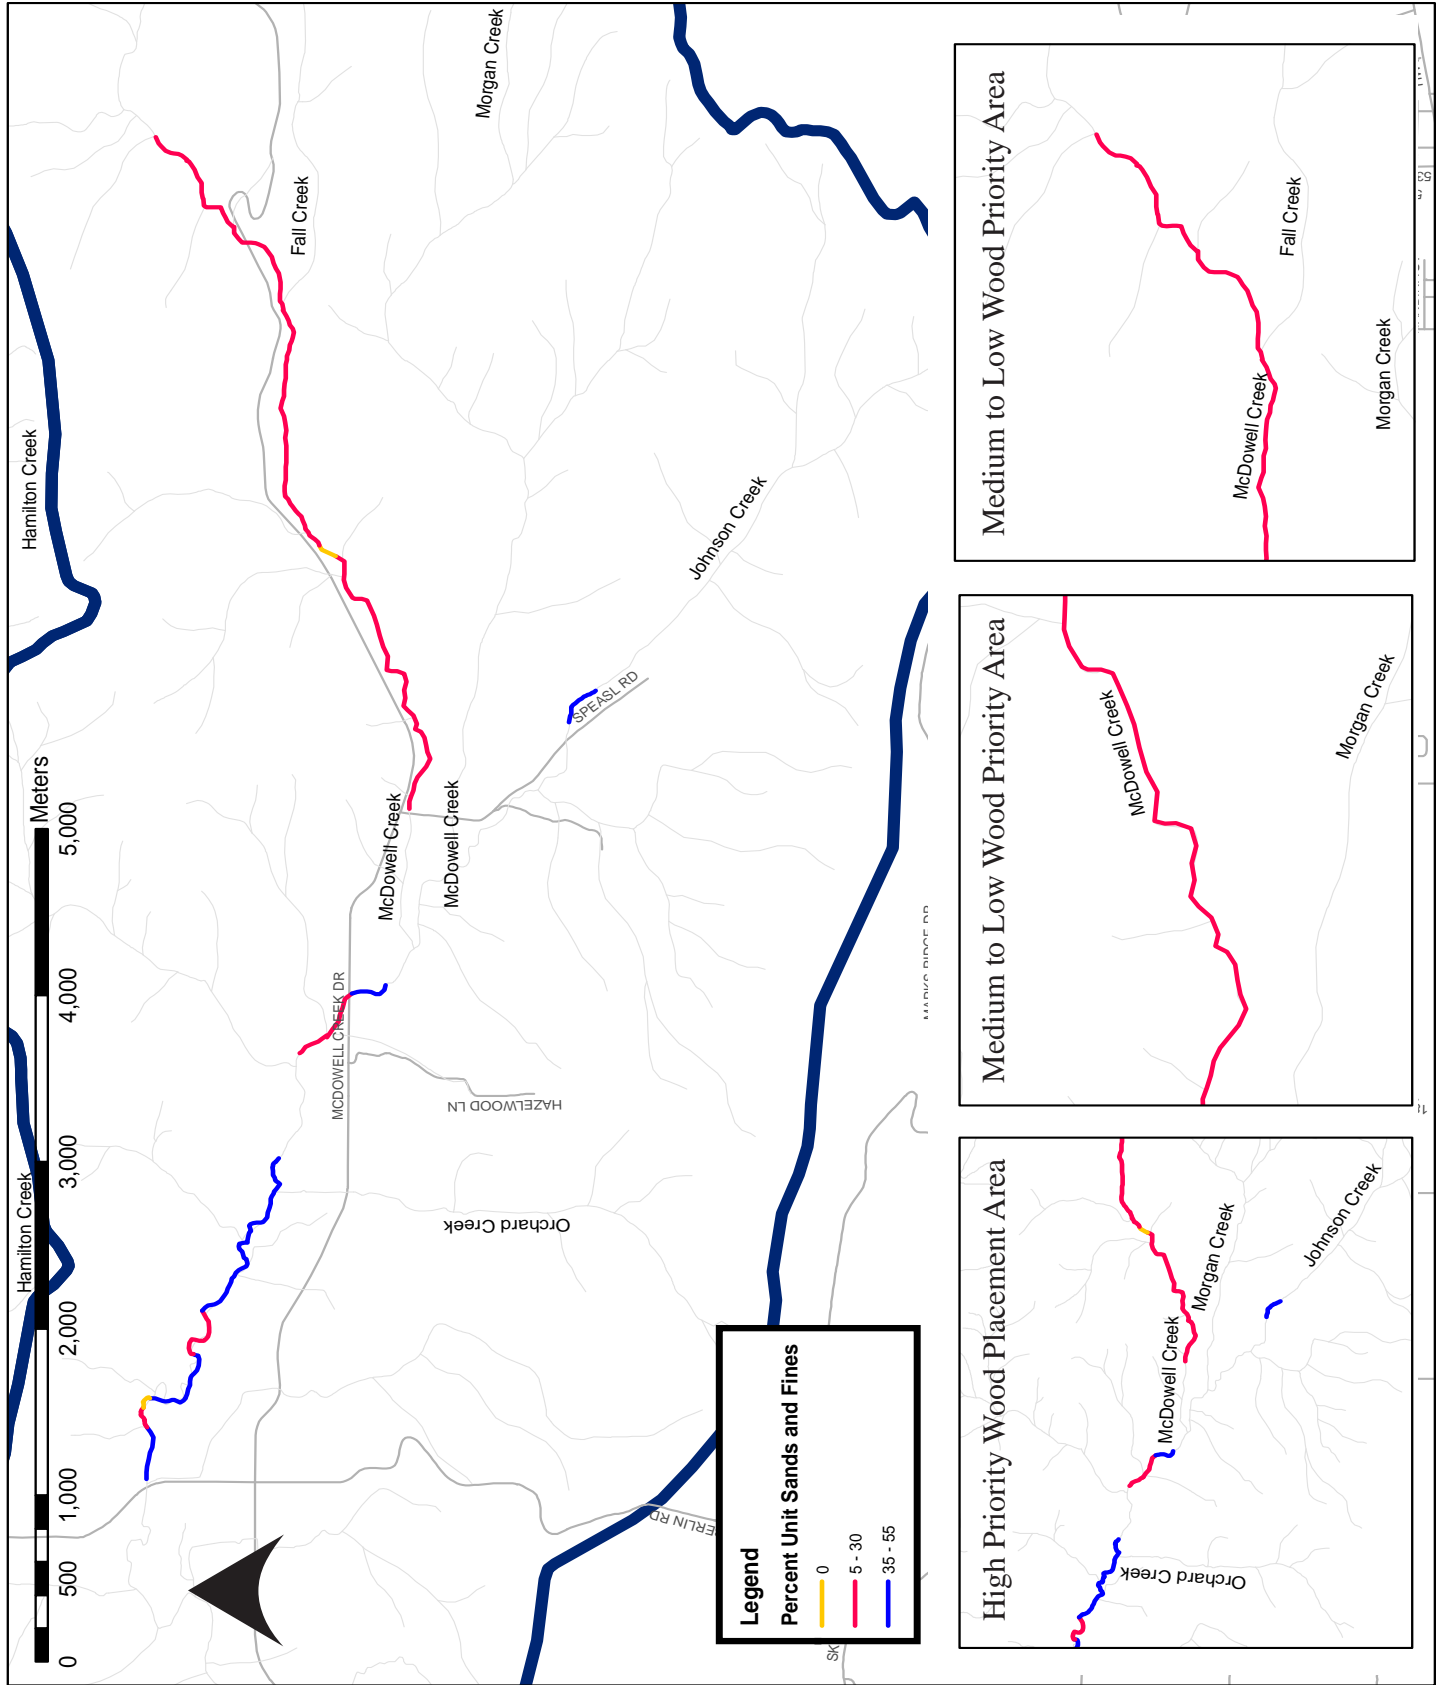 Hamilton Creek
Hamilton Creek
Morgan Creek
Fall Creek
Johnson Creek
SPEASL RD
McDowell Creek
McDowell Creek
MCDOWELL CREEK DR
HAZELWOOD LN
Orchard Creek
0
500
1,000
2,000
3,000
4,000
5,000
Meters
Legend
Percent Unit Sands and Fines
0
5 - 30
35 - 55
High Priority Wood Placement Area
McDowell Creek
Morgan Creek
Johnson Creek
Orchard Creek
Medium to Low Wood Priority Area
McDowell Creek
Morgan Creek
Medium to Low Wood Priority Area
McDowell Creek
Fall Creek
Morgan Creek